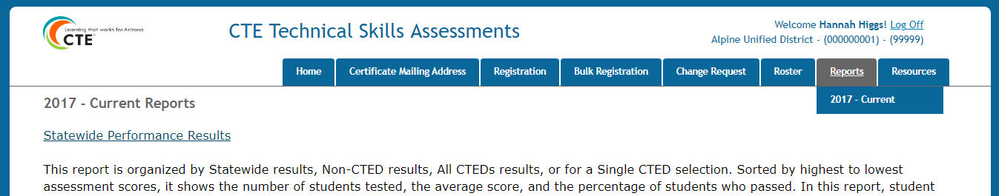 Learning that works for Arizona
CTE™
CTE Technical Skills Assessments
Welcome Hannah Higgs! Log Off
Alpine Unified District - (000000001) - (99999)
Home Certificate Mailing Address Registration Bulk Registration Change Request Roster Reports Resources
2017 - Current
2017 - Current Reports
Statewide Performance Results
This report is organized by Statewide results, Non-CTED results, All CTEDs results, or for a Single CTED selection. Sorted by highest to lowest
assessment scores, it shows the number of students tested, the average score, and the percentage of students who passed. In this report, student